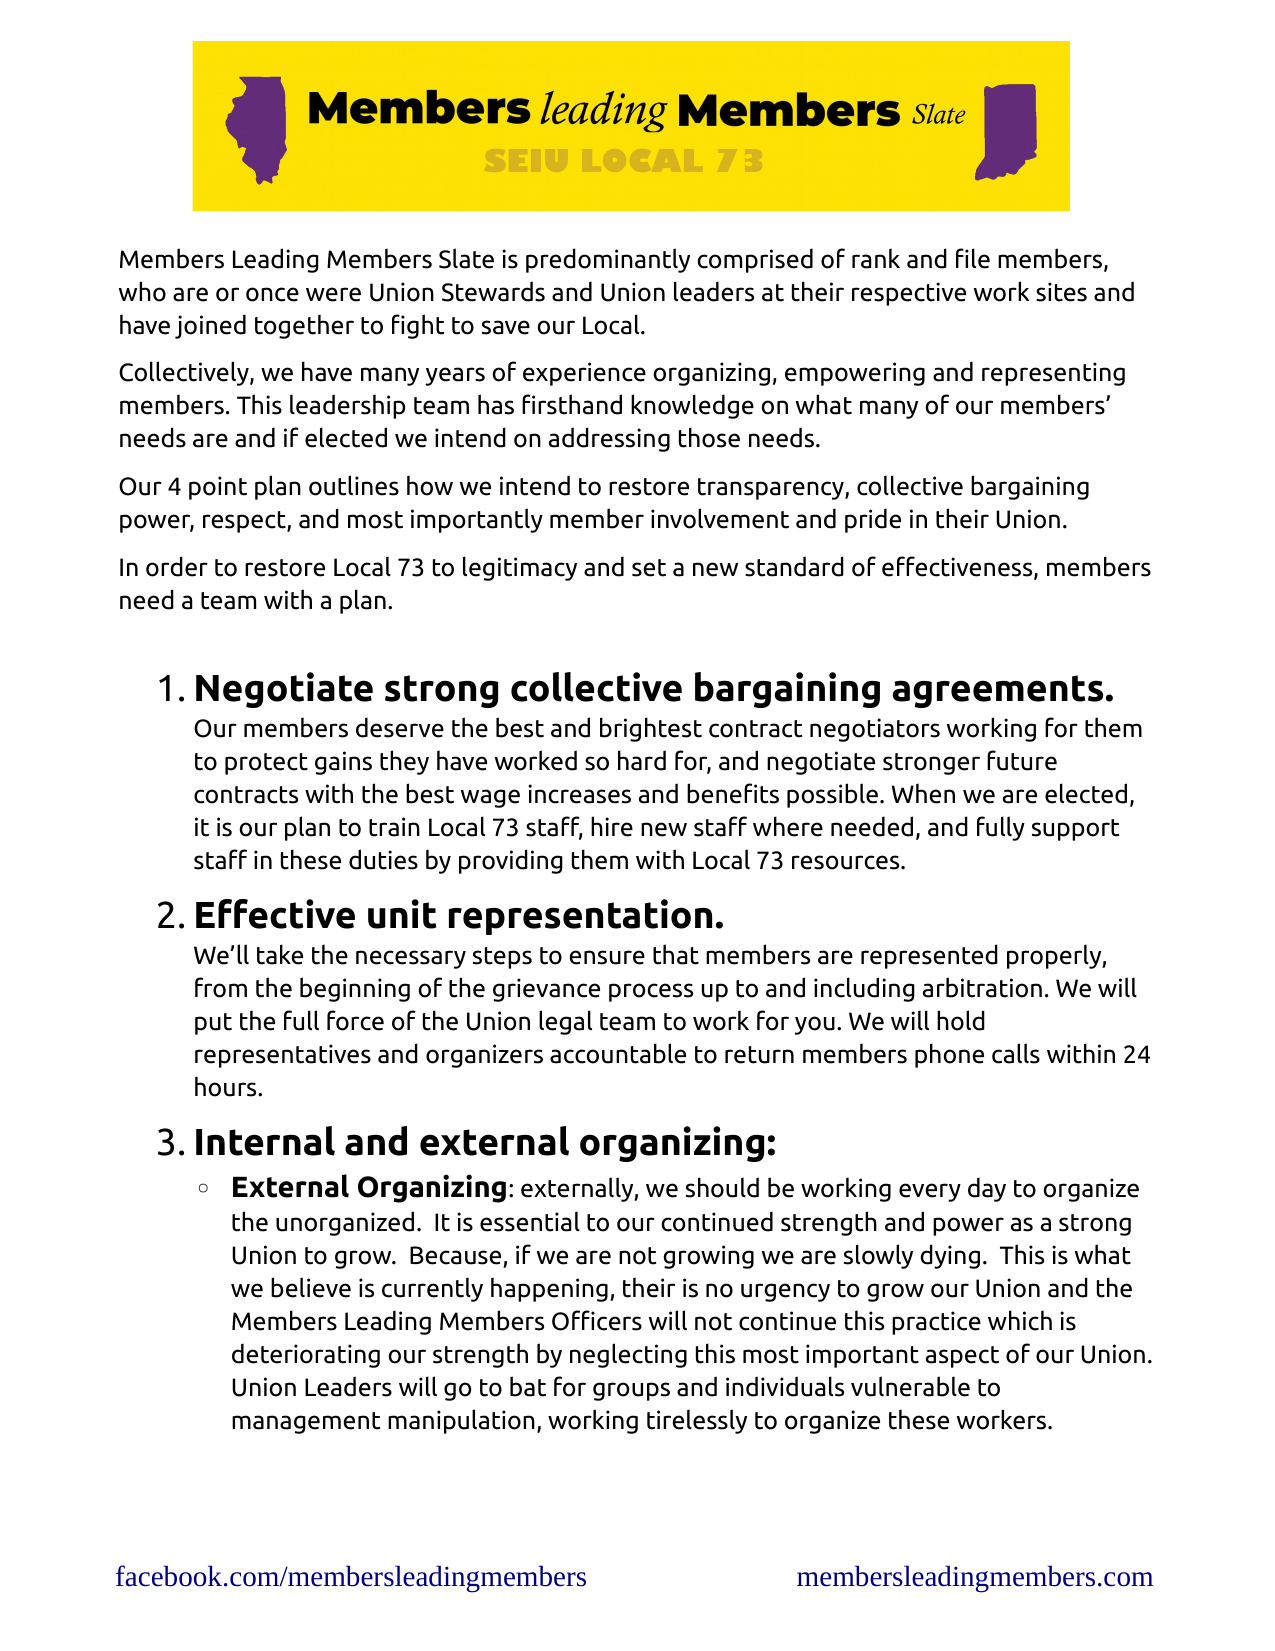 Members leading Members Slate
SEIU LOCAL 73
Members Leading Members Slate is predominantly comprised of rank and file members,
who are or once were Union Stewards and Union leaders at their respective work sites and
have joined together to fight to save our Local.
Collectively, we have many years of experience organizing, empowering and representing
members. This leadership team has firsthand knowledge on what many of our members’
needs are and if elected we intend on addressing those needs.
Our 4 point plan outlines how we intend to restore transparency, collective bargaining
power, respect, and most importantly member involvement and pride in their Union.
In order to restore Local 73 to legitimacy and set a new standard of effectiveness, members
need a team with a plan.
1. Negotiate strong collective bargaining agreements.
Our members deserve the best and brightest contract negotiators working for them
to protect gains they have worked so hard for, and negotiate stronger future
contracts with the best wage increases and benefits possible. When we are elected,
it is our plan to train Local 73 staff, hire new staff where needed, and fully support
staff in these duties by providing them with Local 73 resources.
2. Effective unit representation.
We’ll take the necessary steps to ensure that members are represented properly,
from the beginning of the grievance process up to and including arbitration. We will
put the full force of the Union legal team to work for you. We will hold
representatives and organizers accountable to return members phone calls within 24
hours.
3. Internal and external organizing:
◦ External Organizing: externally, we should be working every day to organize
the unorganized.  It is essential to our continued strength and power as a strong
Union to grow.  Because, if we are not growing we are slowly dying.  This is what
we believe is currently happening, their is no urgency to grow our Union and the
Members Leading Members Officers will not continue this practice which is
deteriorating our strength by neglecting this most important aspect of our Union.
Union Leaders will go to bat for groups and individuals vulnerable to
management manipulation, working tirelessly to organize these workers.
facebook.com/membersleadingmembers membersleadingmembers.com